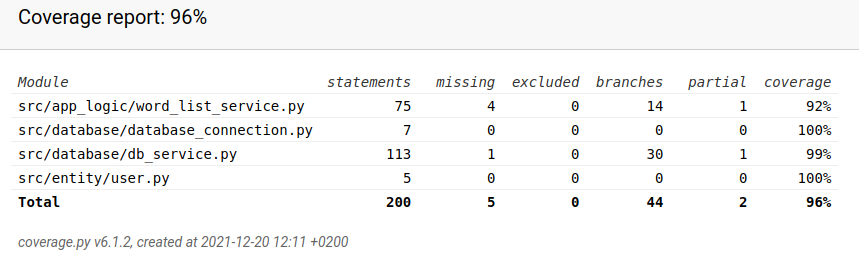 Coverage report: 96%
Module statements missing excluded branches partial coverage
src/app_logic/word_list_service.py 75 4 0 14 1 92%
src/database/database_connection.py 7 0 0 0 0 100%
src/database/db_service.py 113 1 0 30 1 99%
src/entity/user.py 5 0 0 0 0 100%
Total 200 5 0 44 2 96%
coverage.py v6.1.2, created at 2021-12-20 12:11 +0200